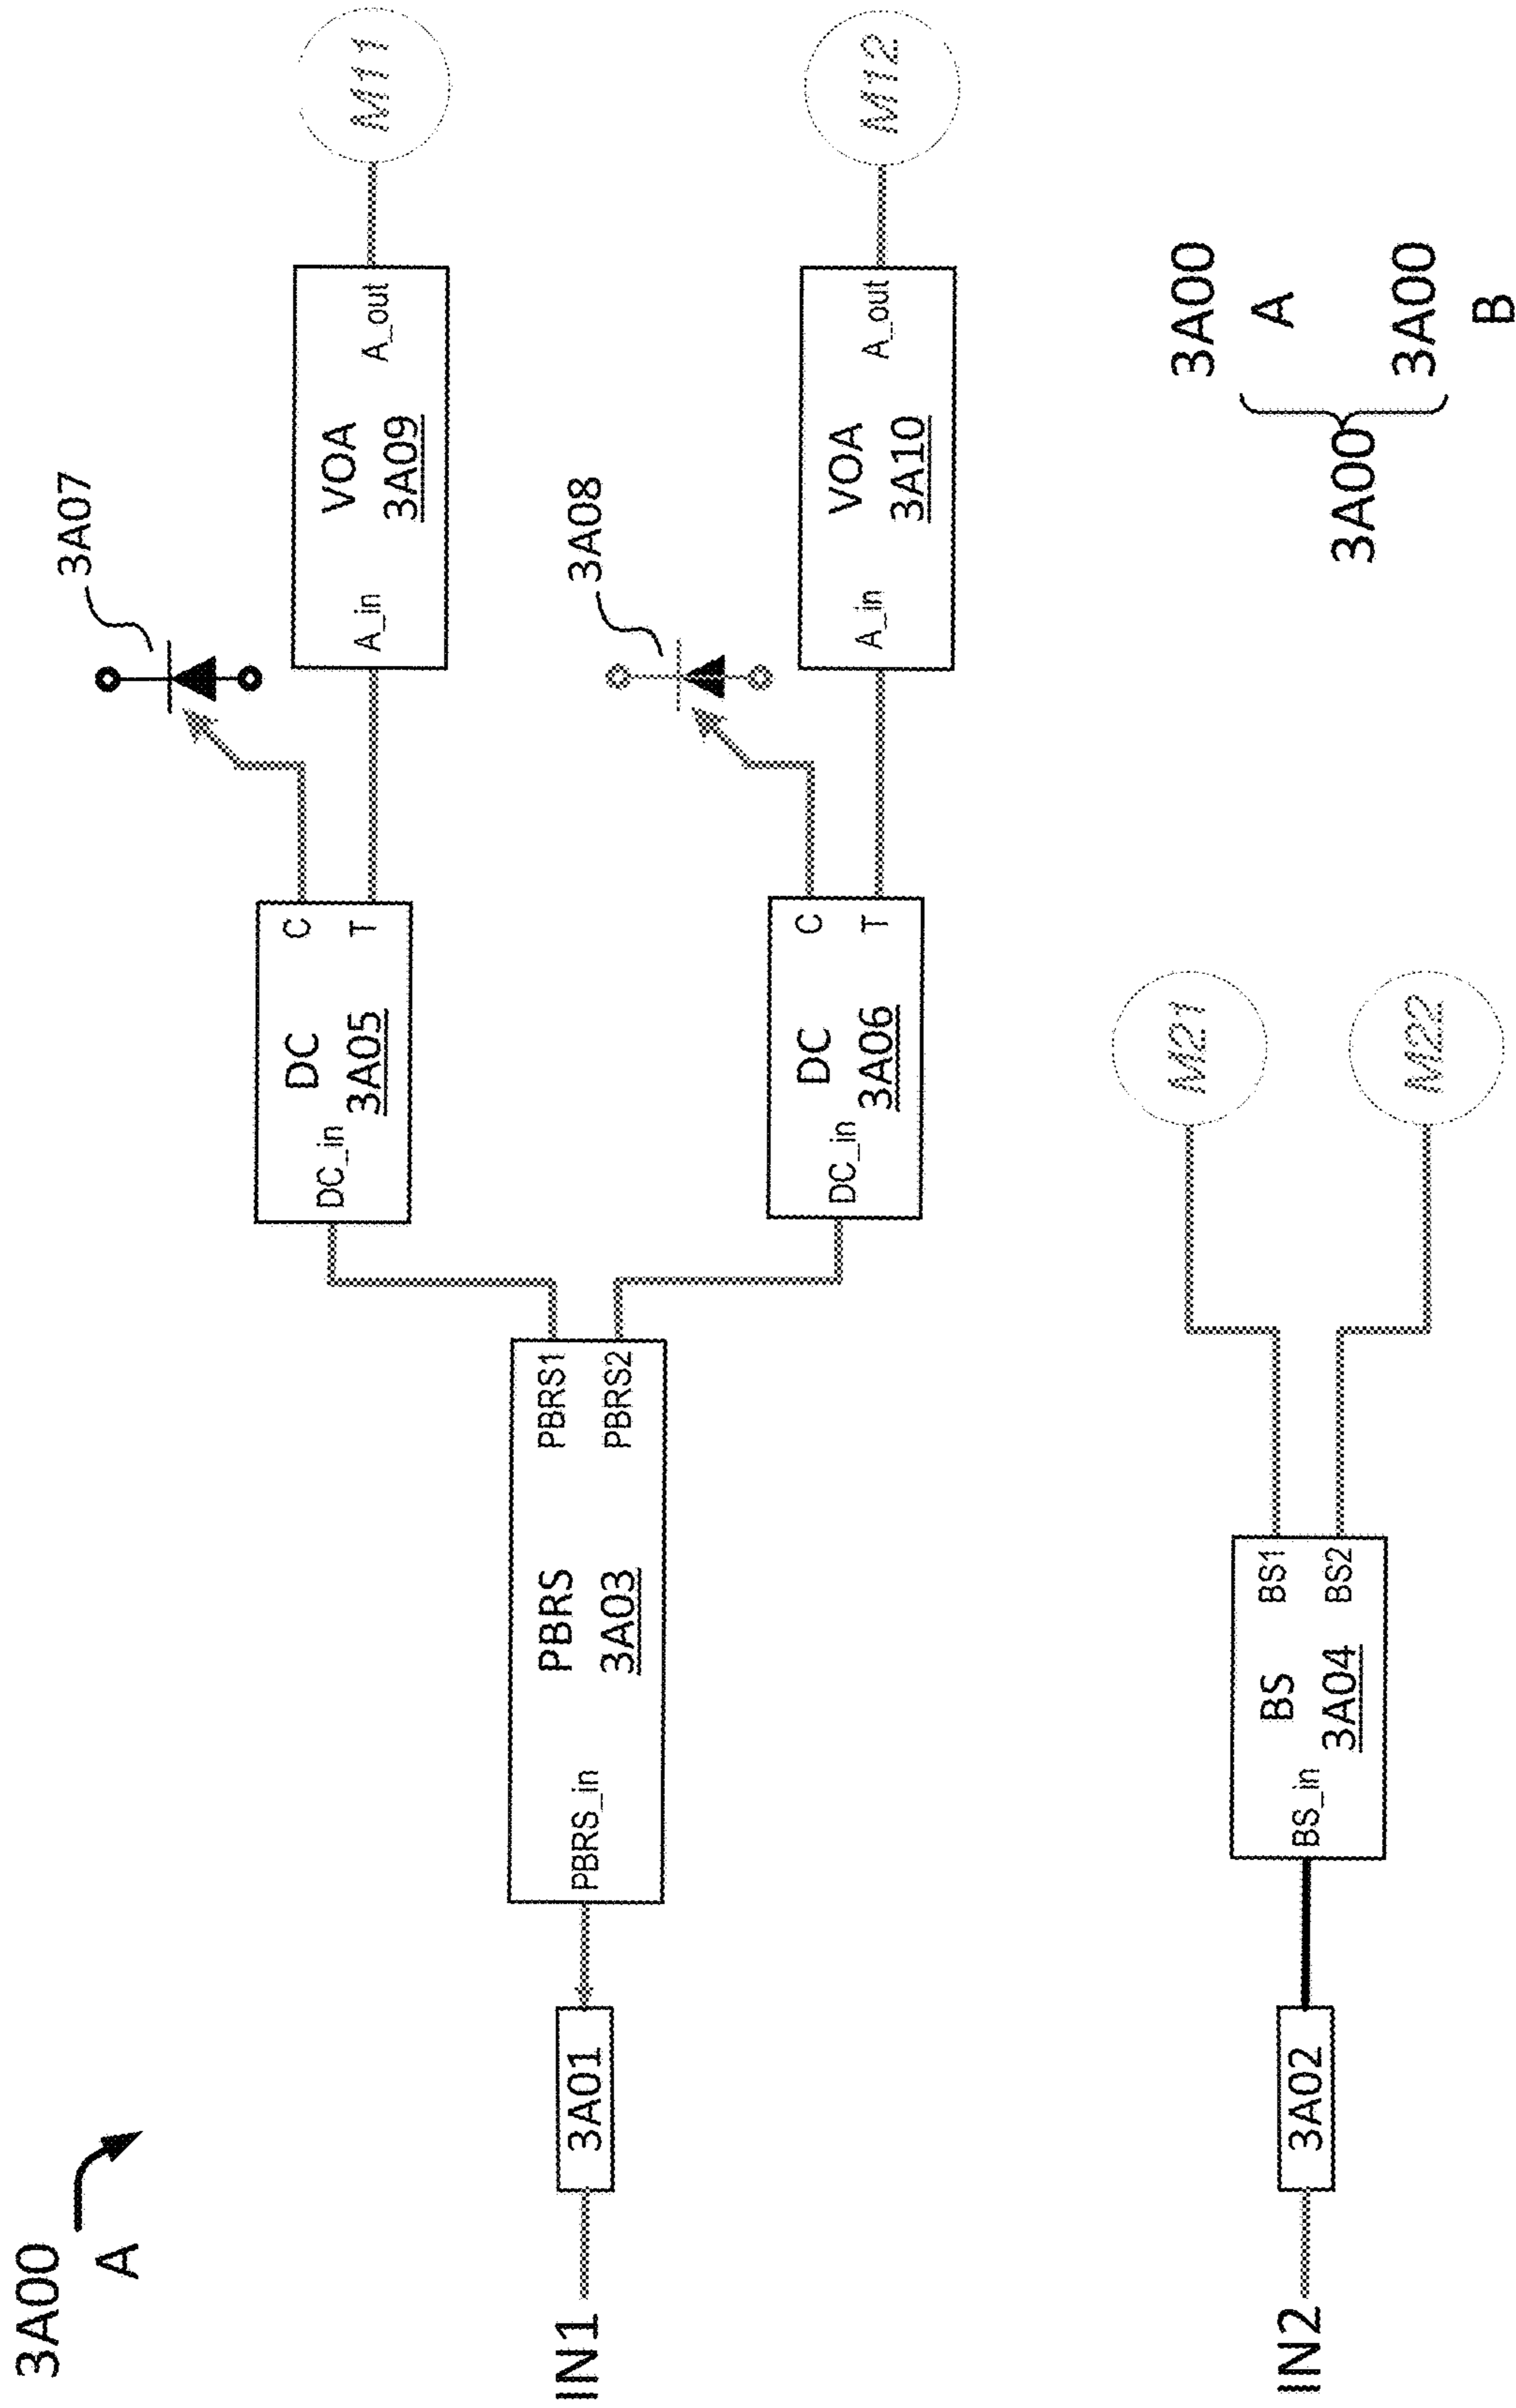 3A00
A
3A07
M11
VOA
3A09
A_in
A_out
DC
3A05
DC_in
C
T
3A08
M12
VOA
3A10
A_in
A_out
DC
3A06
DC_in
C
T
PBRS1
PBRS2
PBRS
3A03
PBRS_in
3A01
IN1
M21
M22
BS1
BS2
BS
3A04
BS_in
3A02
IN2
3A00
A
3A00
3A00
B